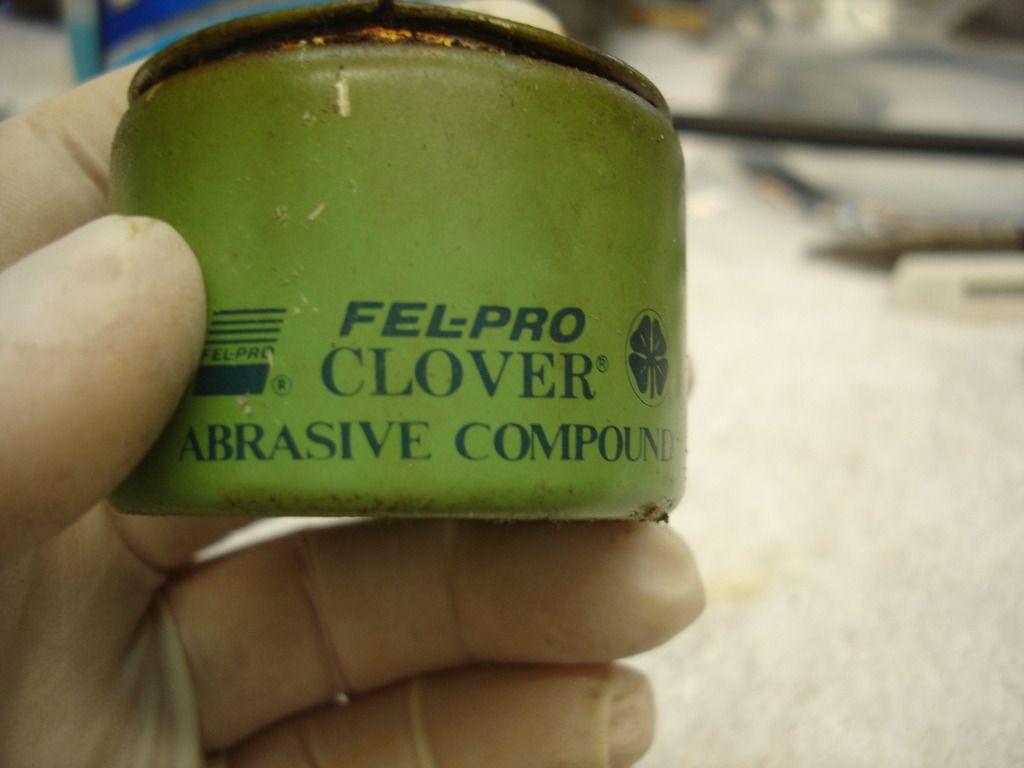 FEL-PRO
FEL-PRO ®
CLOVER®
ABRASIVE COMPOUND